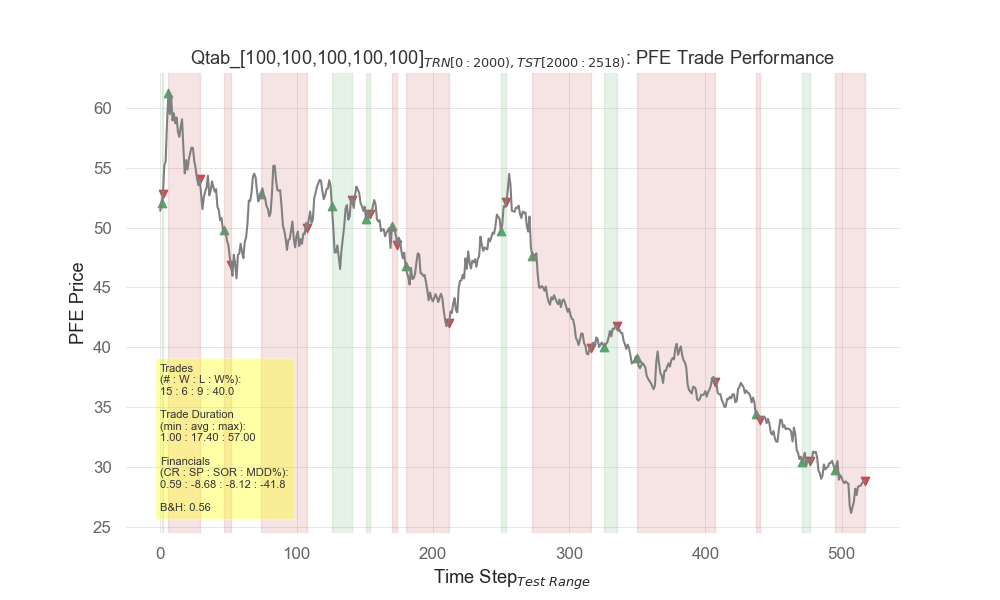 Qtab_[100,100,100,100,100]TRN[0 : 2000), TST[2000 : 2518): PFE Trade Performance
PFE Price
60
55
50
45
40
35
30
25
Trades
(# : W : L : W%):
15 : 6 : 9 : 40.0
Trade Duration
(min : avg : max):
1.00 : 17.40 : 57.00
Financials
(CR : SP : SOR : MDD%):
0.59 : -8.68 : -8.12 : -41.8
B&H: 0.56
0 100 200 300 400 500
Time StepTest Range